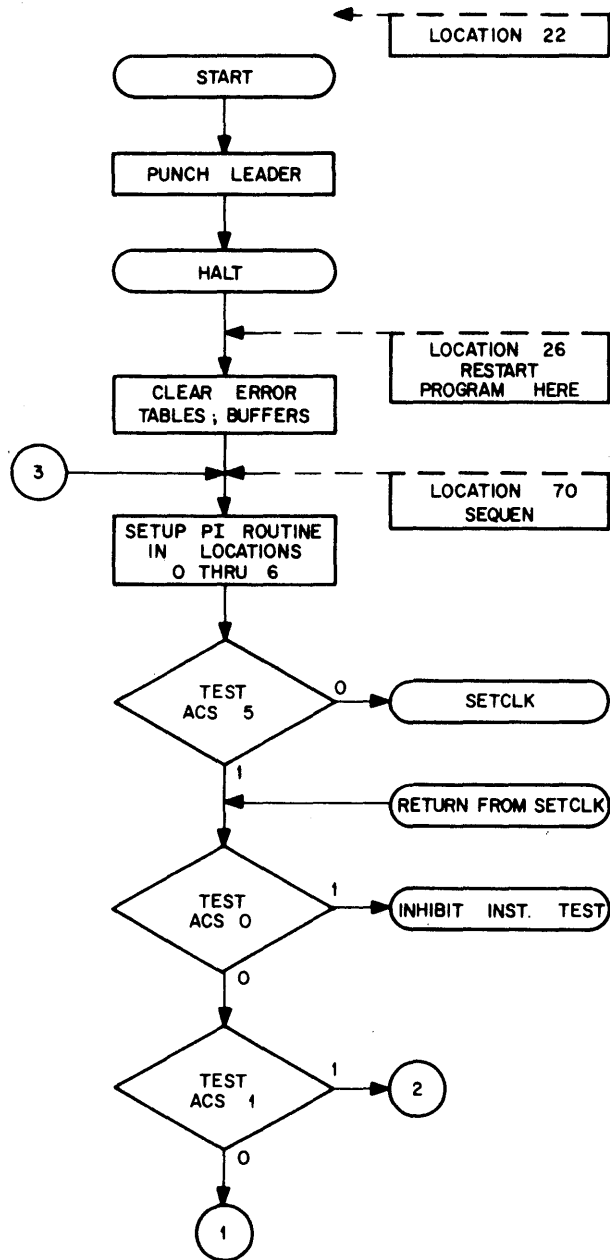 LOCATION 22
START
PUNCH LEADER
HALT
LOCATION 26
RESTART
PROGRAM HERE
CLEAR ERROR
TABLES; BUFFERS
3
LOCATION 70
SEQUEN
SETUP PI ROUTINE
IN LOCATIONS
0 THRU 6
TEST
ACS 5
0
SETCLK
1
RETURN FROM SETCLK
TEST
ACS 0
1
INHIBIT INST. TEST
0
TEST
ACS 1
1
2
0
1